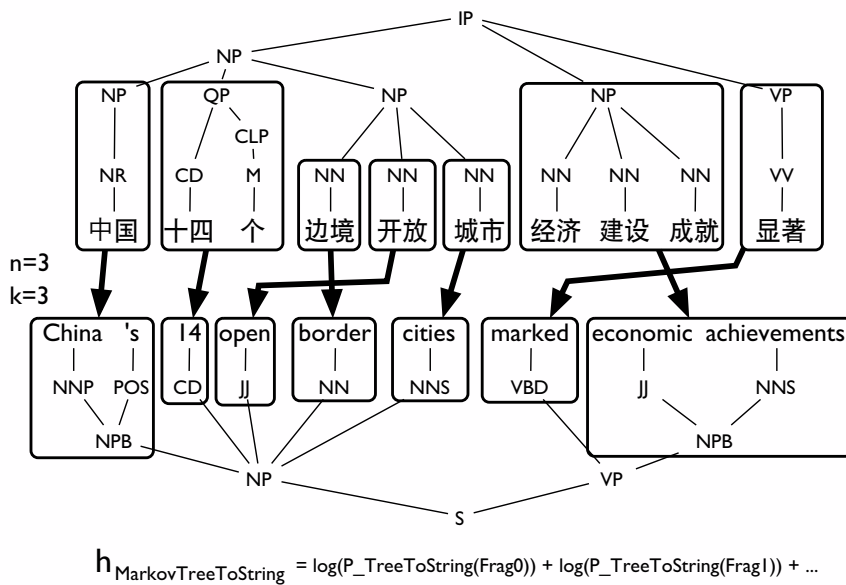 IP
NP
NP QP NP NP VP
CLP
NR CD M NN NN NN NN NN NN VV
中国 十四 个 边境 开放 城市 经济 建设 成就 显著
n=3
k=3
China 's 14 open border cities marked economic achievements
NNP POS CD JJ NN NNS VBD JJ NNS
NPB NPB
NP VP
S
h MarkovTreeToString = log(P_TreeToString(Frag0)) + log(P_TreeToString(Frag1)) + ...